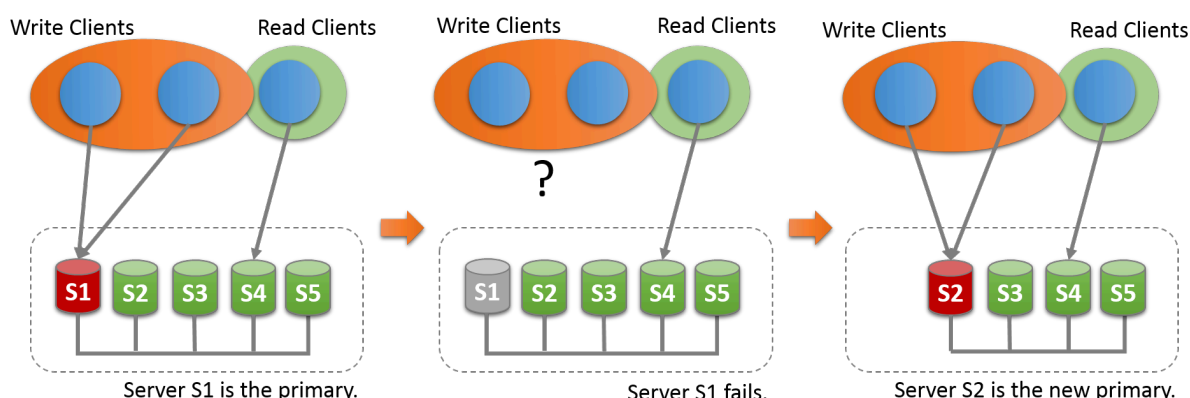 Write Clients Read Clients
S1 S2 S3 S4 S5
Server S1 is the primary.
Write Clients Read Clients
?
S1 S2 S3 S4 S5
Server S1 fails.
Write Clients Read Clients
S2 S3 S4 S5
Server S2 is the new primary.